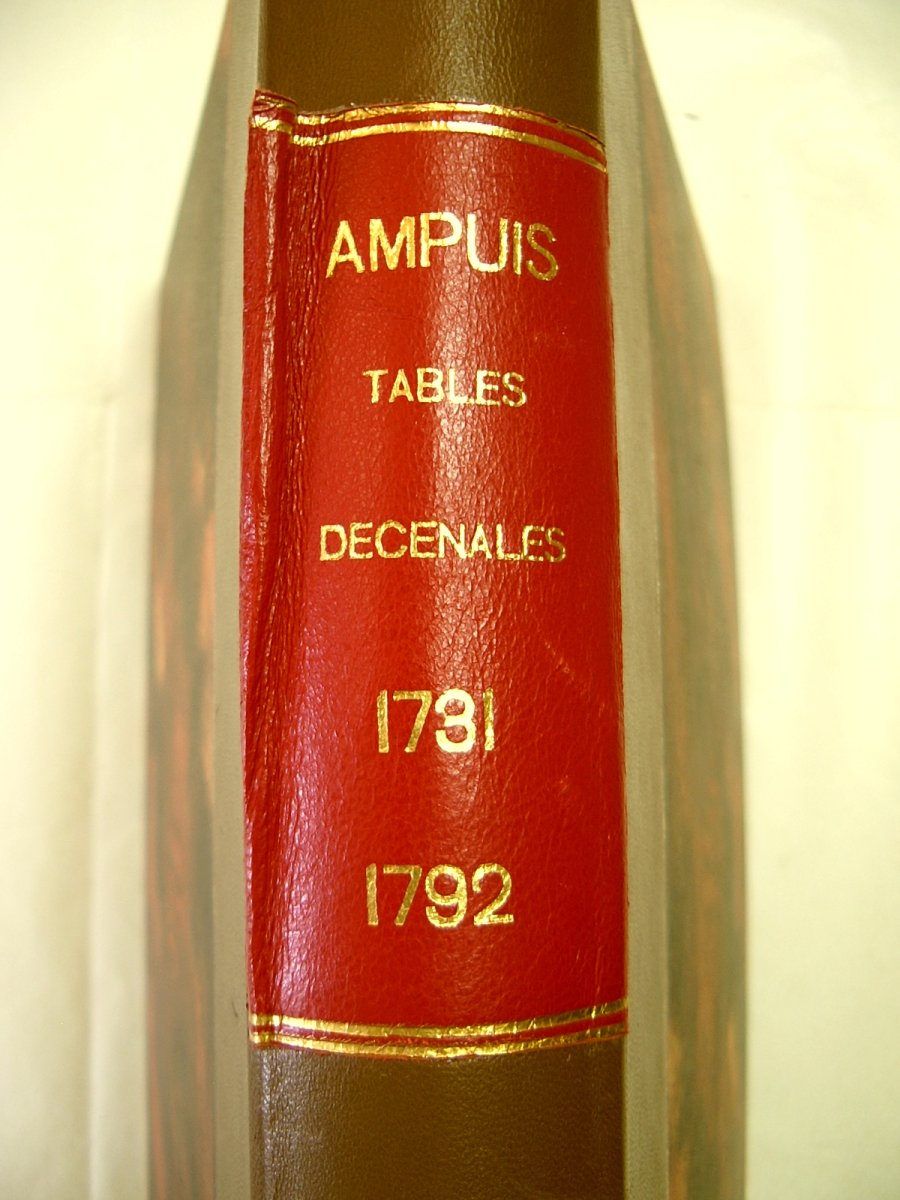 AMPUIS
TABLES
DECENALES
1731
1792